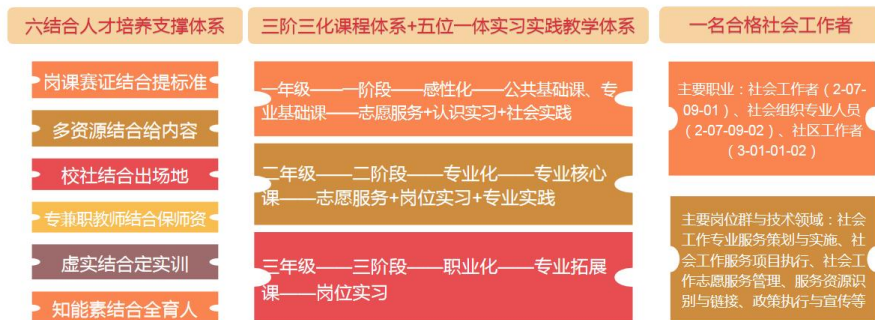 六结合人才培养支撑体系
岗课赛证结合提标准
多资源结合给内容
校社结合出场地
专兼职教师结合保师资
虚实结合定实训
知能素结合全育人
三阶三化课程体系+五位一体实习实践教学体系
一年级——一阶段——感性化——公共基础课、专
业基础课——志愿服务+认识实习+社会实践
二年级——二阶段——专业化——专业核心
课——志愿服务+岗位实习+专业实践
三年级——三阶段——职业化——专业拓展
课——岗位实习
一名合格社会工作者
主要职业：社会工作者（2-07-
09-01）、社会组织专业人员
（2-07-09-02）、社区工作者
（3-01-01-02）
主要岗位群与技术领域：社会
工作专业服务策划与实施、社
会工作服务项目执行、社会工
作志愿服务管理、服务资源识
别与链接、政策执行与宣传等